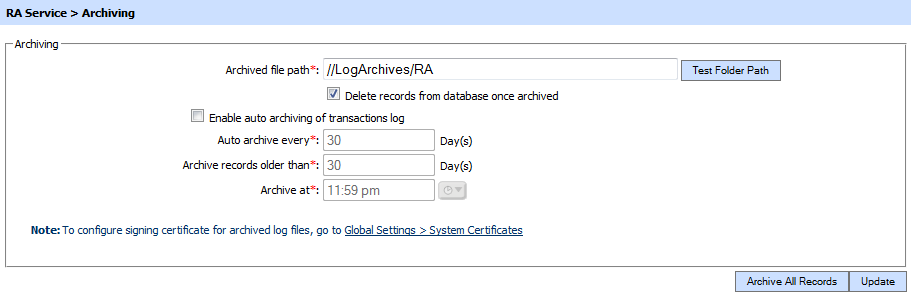 RA Service > Archiving
Archiving
Archived file path*: //LogArchives/RA Test Folder Path
Delete records from database once archived
Enable auto archiving of transactions log
Auto archive every*: 30 Day(s)
Archive records older than*: 30 Day(s)
Archive at*: 11:59 pm
Note: To configure signing certificate for archived log files, go to Global Settings > System Certificates
Archive All Records Update